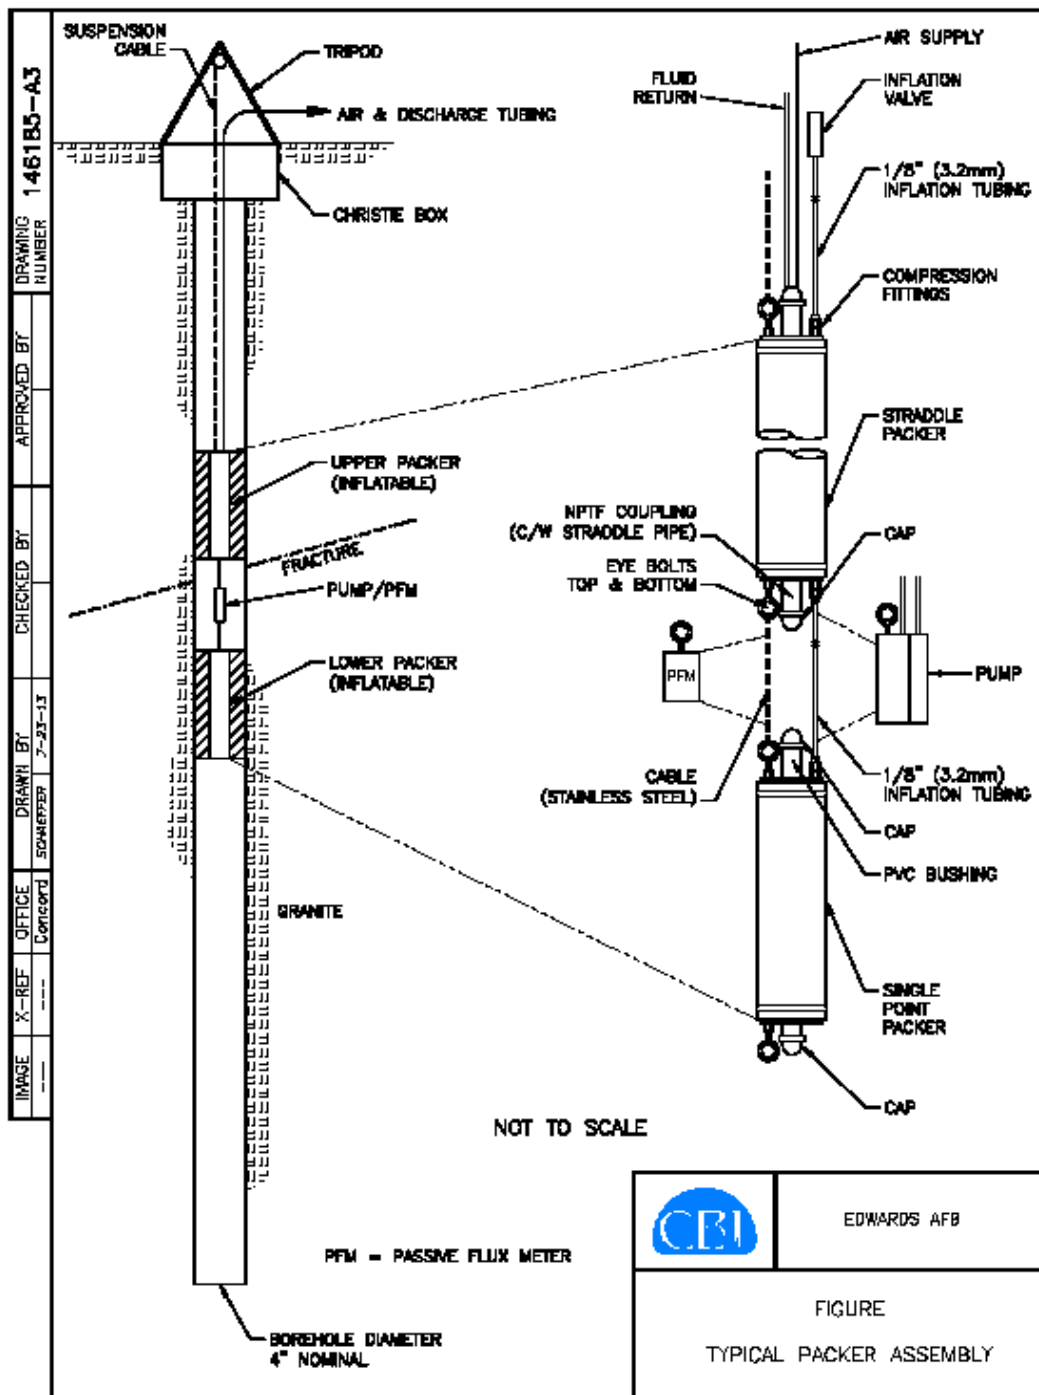 SUSPENSION
CABLE
TRIPOD
AIR & DISCHARGE TUBING
CHRISTIE BOX
UPPER PACKER
(INFLATABLE)
FRACTURE
PUMP/PFM
LOWER PACKER
(INFLATABLE)
GRANITE
BOREHOLE DIAMETER
4" NOMINAL
PFM = PASSIVE FLUX METER
NOT TO SCALE
AIR SUPPLY
FLUID
RETURN
INFLATION
VALVE
1/8" (3.2mm)
INFLATION TUBING
COMPRESSION
FITTINGS
STRADDLE
PACKER
NPTF COUPLING
(C/W STRADDLE PIPE)
CAP
EYE BOLTS
TOP & BOTTOM
PFM
PUMP
CABLE
(STAINLESS STEEL)
1/8" (3.2mm)
INFLATION TUBING
CAP
PVC BUSHING
SINGLE
POINT
PACKER
CAP
IMAGE
---
X-REF
---
OFFICE
Concord
DRAWN BY
SCHAEFFER 7-23-13
CHECKED BY
APPROVED BY
DRAWING
NUMBER
146185-A3
CBI
EDWARDS AFB
FIGURE
TYPICAL PACKER ASSEMBLY